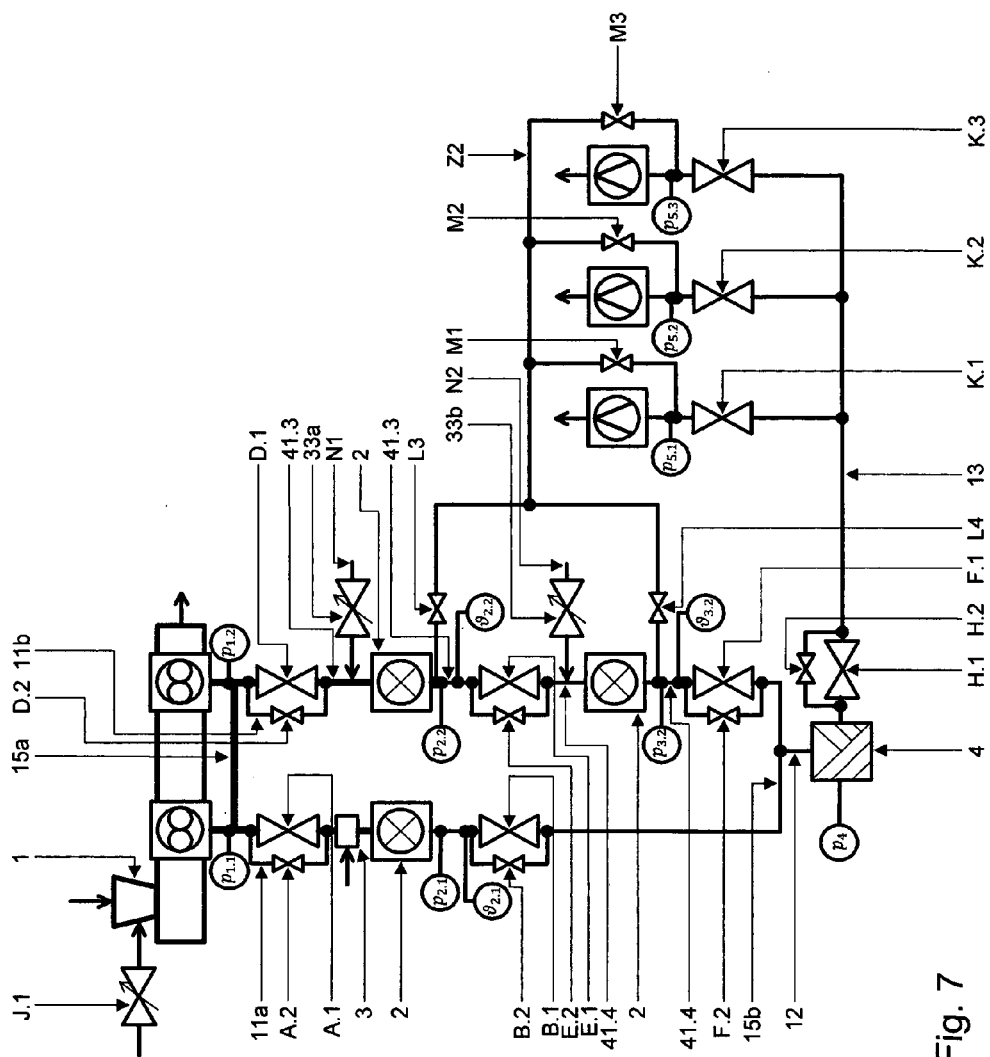 J.1
1
15a
D.2
11b
D.1
41.3
33a
N1
2
41.3
L3
33b
N2
M1
M2
Z2
M3
p1.1
p1.2
p2.2
ϑ2.2
p3.2
ϑ3.2
p2.1
ϑ2.1
p4
p5.1
p5.2
p5.3
11a
A.2
A.1
3
2
B.2
B.1
E.2
E.1
41.4
2
41.4
F.2
15b
12
4
H.1
H.2
F.1
L4
13
K.1
K.2
K.3
Fig. 7